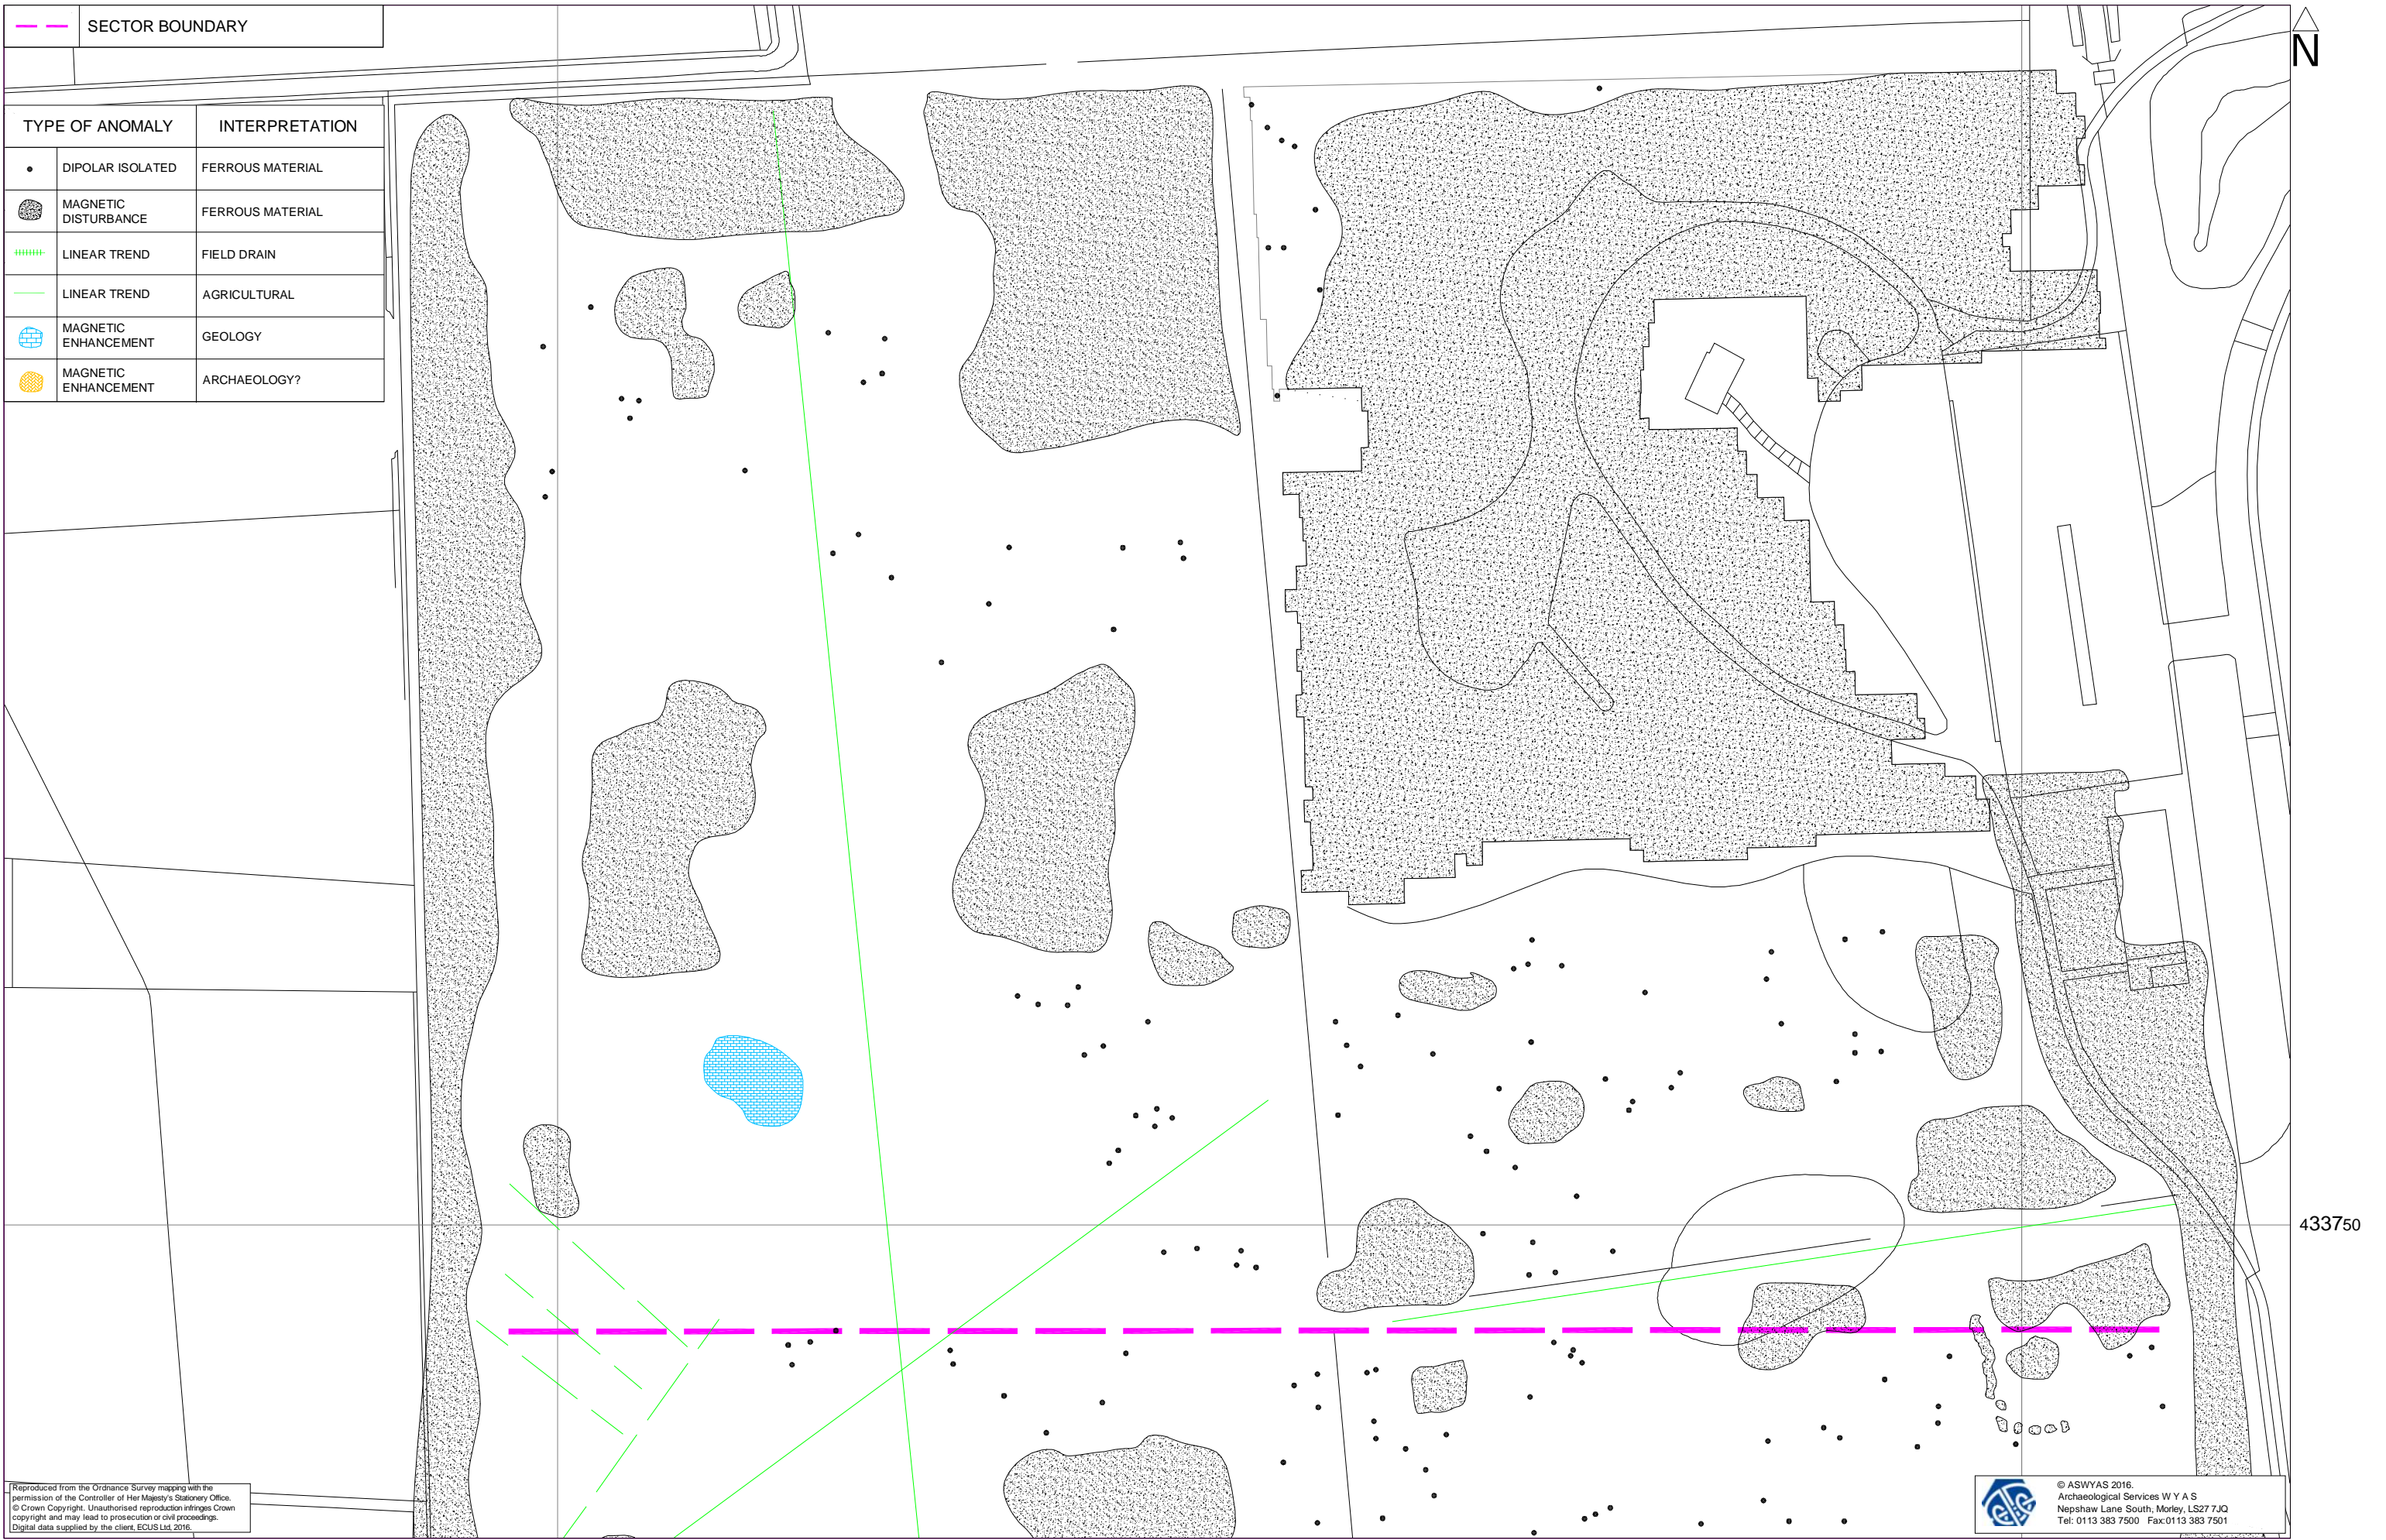 SECTOR BOUNDARY
N
TYPE OF ANOMALY INTERPRETATION
DIPOLAR ISOLATED FERROUS MATERIAL
MAGNETIC
DISTURBANCE FERROUS MATERIAL
LINEAR TREND FIELD DRAIN
LINEAR TREND AGRICULTURAL
MAGNETIC
ENHANCEMENT GEOLOGY
MAGNETIC
ENHANCEMENT ARCHAEOLOGY?
433750
Reproduced from the Ordnance Survey mapping with the
permission of the Controller of Her Majesty's Stationery Office.
© Crown Copyright. Unauthorised reproduction infringes Crown
copyright and may lead to prosecution or civil proceedings.
Digital data supplied by the client, ECUS Ltd, 2016.
© ASWYAS 2016.
Archaeological Services W Y A S
Nepshaw Lane South, Morley, LS27 7JQ
Tel: 0113 383 7500 Fax:0113 383 7501